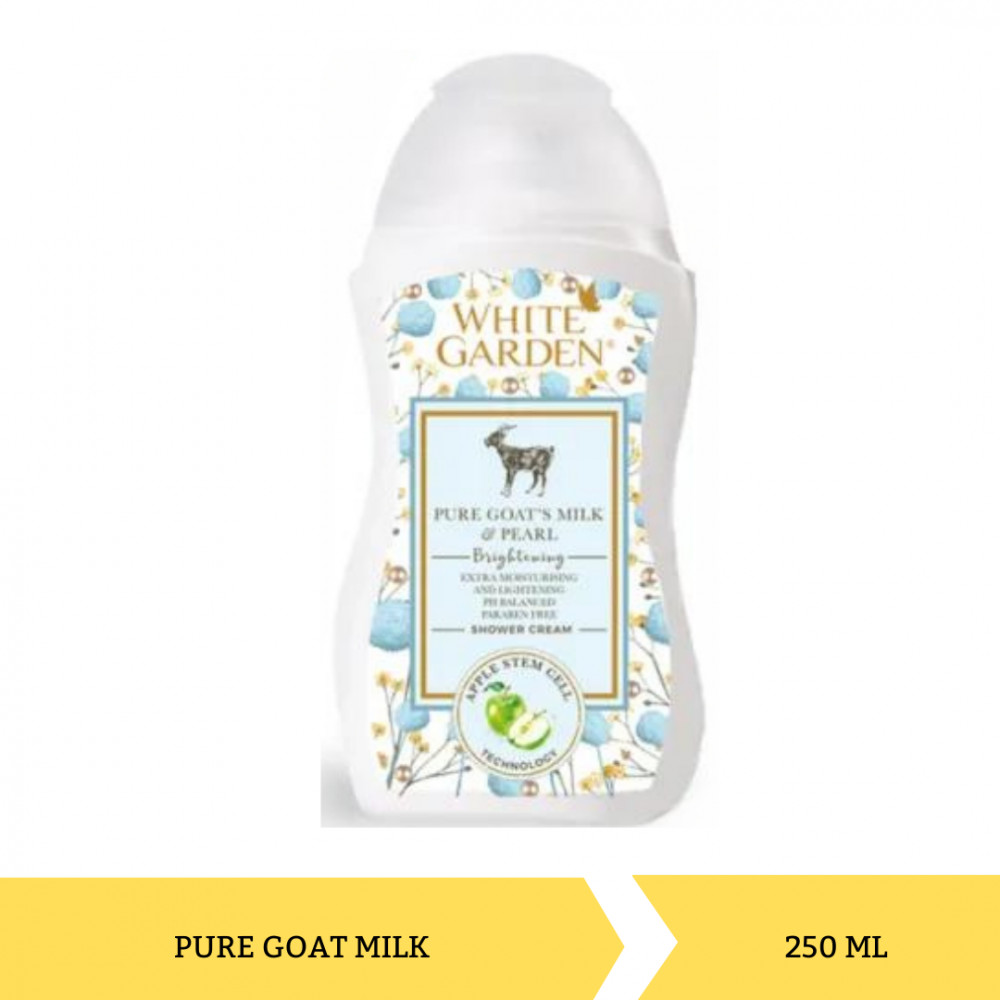 WHITE
GARDEN®
PURE GOAT'S MILK
& PEARL
Brightening
EXTRA MOISTURISING
AND LIGHTENING
PH BALANCED
PARABEN FREE
SHOWER CREAM
APPLE STEM CELL
TECHNOLOGY
PURE GOAT MILK
250 ML